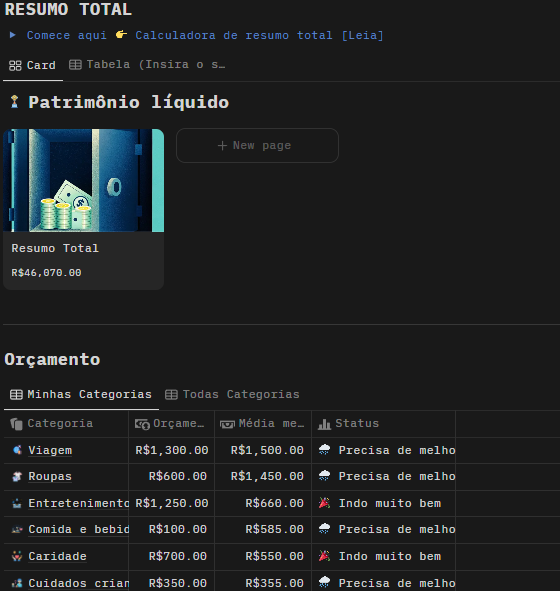 RESUMO TOTAL
Comece aqui 👉 Calculadora de resumo total [Leia]
Card Tabela (Insira o s…
Patrimônio líquido
+ New page
Resumo Total
R$46,070.00
Orçamento
Minhas Categorias Todas Categorias
Categoria Orçame… Média me… Status
Viagem R$1,300.00 R$1,500.00 Precisa de melho
Roupas R$600.00 R$1,450.00 Precisa de melho
Entretenimento R$1,250.00 R$660.00 Indo muito bem
Comida e bebid R$100.00 R$585.00 Precisa de melho
Caridade R$700.00 R$550.00 Indo muito bem
Cuidados crian R$350.00 R$355.00 Precisa de melho